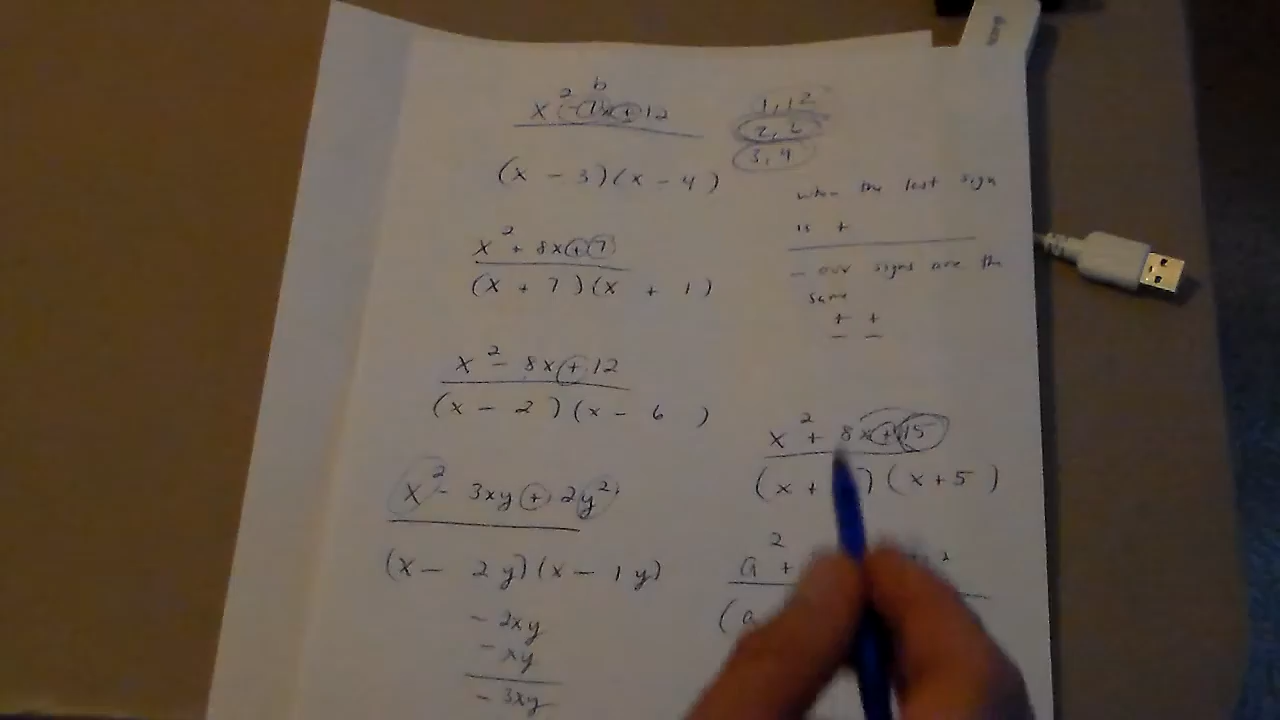 b
x² - 7x + 12
1, 12
2, 6
3, 4
(x - 3)(x - 4)
when the last sign
is +
- our signs are the
same
+ +
- -
x² + 8x + 7
(x + 7)(x + 1)
x² - 8x + 12
(x - 2)(x - 6)
x² - 3xy + 2y²
(x - 2y)(x - 1y)
- 2xy
- xy
- 3xy
x² + 8x + 15
(x + )(x + 5)
a² +
(a